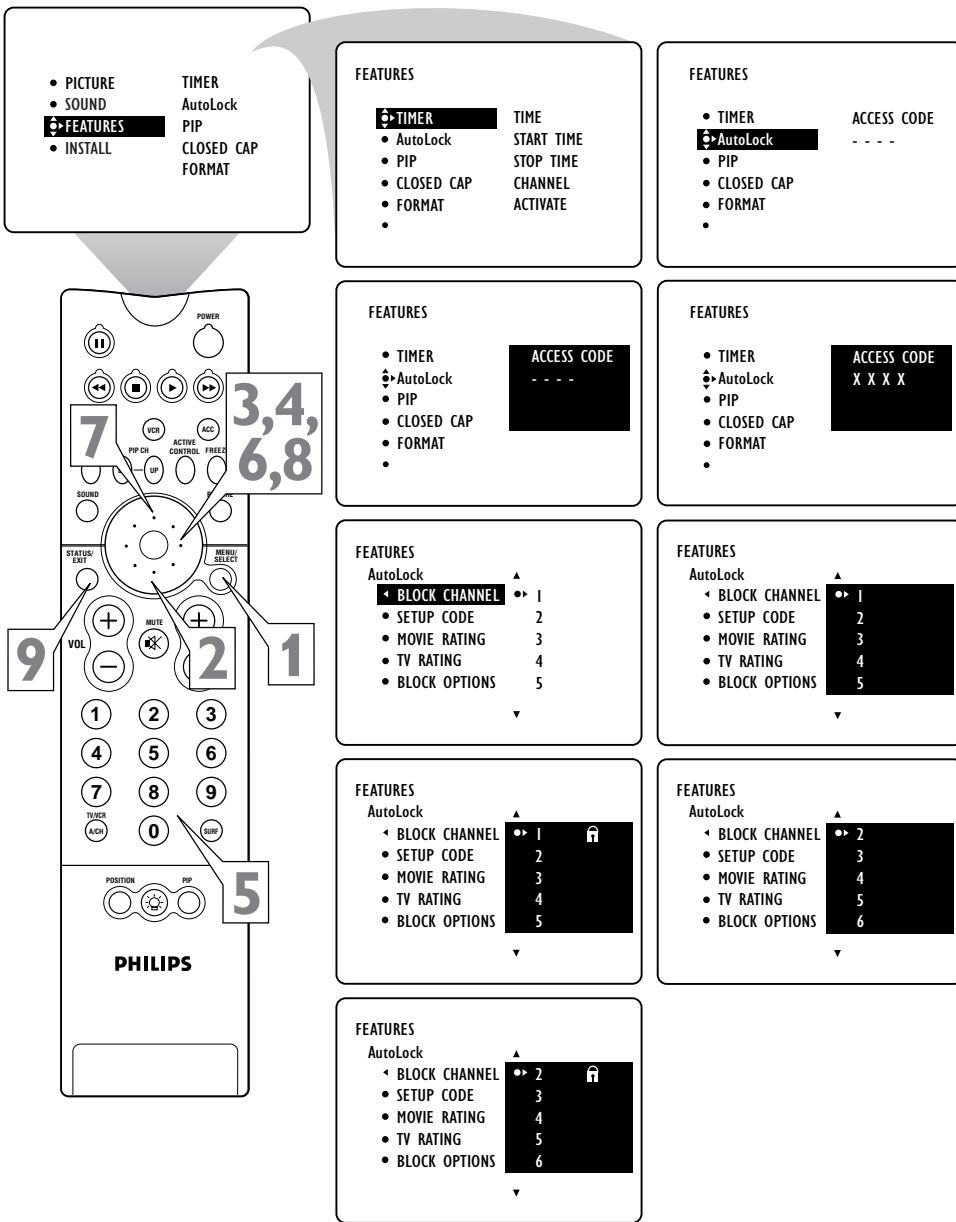 PICTURE TIMER
SOUND AutoLock
FEATURES PIP
INSTALL CLOSED CAP
FORMAT
FEATURES
TIMER TIME
AutoLock START TIME
PIP STOP TIME
CLOSED CAP CHANNEL
FORMAT ACTIVATE
FEATURES
TIMER ACCESS CODE
AutoLock - - - -
PIP
CLOSED CAP
FORMAT
FEATURES
TIMER ACCESS CODE
AutoLock - - - -
PIP
CLOSED CAP
FORMAT
FEATURES
TIMER ACCESS CODE
AutoLock X X X X
PIP
CLOSED CAP
FORMAT
FEATURES
AutoLock
BLOCK CHANNEL 1
SETUP CODE 2
MOVIE RATING 3
TV RATING 4
BLOCK OPTIONS 5
FEATURES
AutoLock
BLOCK CHANNEL 1
SETUP CODE 2
MOVIE RATING 3
TV RATING 4
BLOCK OPTIONS 5
FEATURES
AutoLock
BLOCK CHANNEL 1
SETUP CODE 2
MOVIE RATING 3
TV RATING 4
BLOCK OPTIONS 5
FEATURES
AutoLock
BLOCK CHANNEL 2
SETUP CODE 3
MOVIE RATING 4
TV RATING 5
BLOCK OPTIONS 6
FEATURES
AutoLock
BLOCK CHANNEL 2
SETUP CODE 3
MOVIE RATING 4
TV RATING 5
BLOCK OPTIONS 6
POWER
VCR ACC
PIP CH ACTIVE CONTROL
UP
SOUND
STATUS/EXIT MENU/SELECT
VOL MUTE
1 2 3
4 5 6
7 8 9
TV/VCR
A/CH 0 SURF
POSITION PIP
PHILIPS
7
3,4,
6,8
9
2
1
5